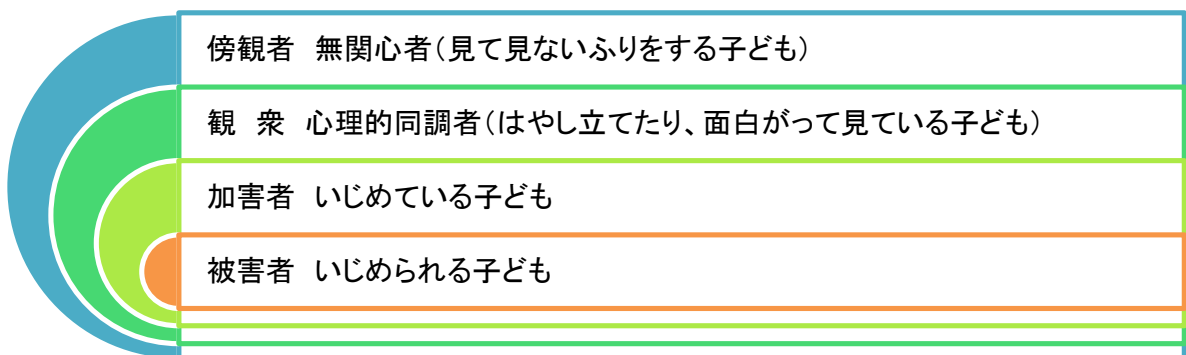 傍観者　無関心者（見て見ないふりをする子ども）
観　衆　心理的同調者（はやし立てたり、面白がって見ている子ども）
加害者　いじめている子ども
被害者　いじめられる子ども